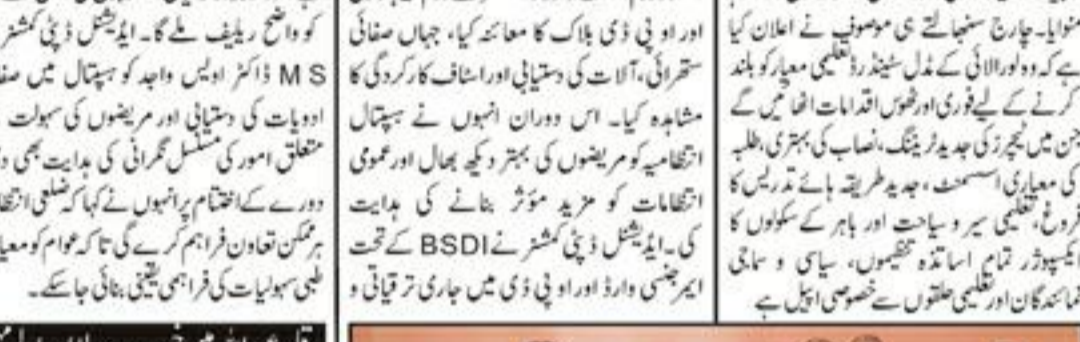 منوایا۔ چارج سنبھالتے ہی موصوف نے اعلان کیا
ہے کہ وہ لورالائی کے مڈل سٹینڈرڈ تعلیمی معیار کو بلند
کرنے کے لیے فوری اور ٹھوس اقدامات اٹھائیں گے
جن میں ٹیچرز کی جدید ٹریننگ، نصاب کی بہتری، طلبہ
کی معیاری اسسمنٹ، جدید طریقہ ہائے تدریس کا
فروغ، تعلیمی سیر و سیاحت اور باہر کے سکولوں کا
ایکسپوژر تمام اساتذہ تنظیموں، سیاسی و سماجی
نمائندگان اور تعلیمی حلقوں سے خصوصی اپیل ہے
اور او پی ڈی بلاک کا معائنہ کیا، جہاں صفائی
ستھرائی، آلات کی دستیابی اور اسٹاف کارکردگی کا
مشاہدہ کیا۔ اس دوران انہوں نے ہسپتال
انتظامیہ کو مریضوں کی بہتر دیکھ بھال اور عمومی
انتظامات کو مزید مؤثر بنانے کی ہدایت
کی۔ ایڈیشنل ڈپٹی کمشنر نے BSDI کے تحت
ایمرجنسی وارڈ اور او پی ڈی میں جاری ترقیاتی و
کو واضح ریلیف ملے گا۔ ایڈیشنل ڈپٹی کمشنر
MS ڈاکٹر اویس واجد کو ہسپتال میں
ادویات کی دستیابی اور مریضوں کی سہولت
متعلق امور کی مسلسل نگرانی کی ہدایت بھی
دورے کے اختتام پر انہوں نے کہا کہ ضلعی
ہر ممکن تعاون فراہم کرے گی تاکہ عوام کو
طبی سہولیات کی فراہمی یقینی بنائی جا سکے۔